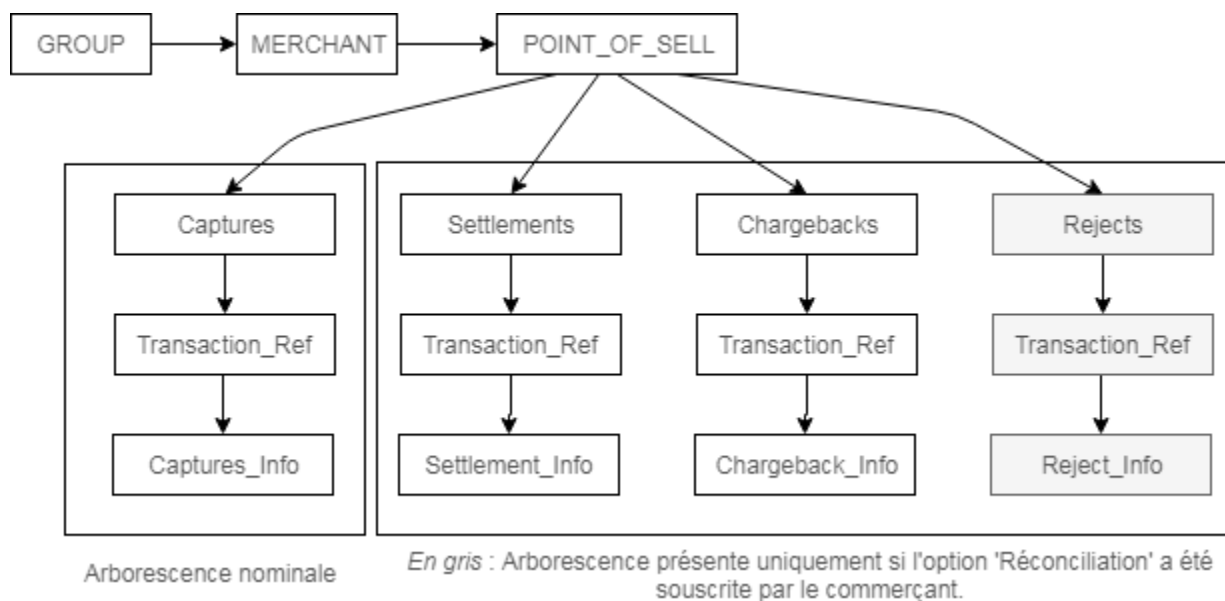 GROUP
MERCHANT
POINT_OF_SELL
Captures
Settlements
Chargebacks
Rejects
Transaction_Ref
Transaction_Ref
Transaction_Ref
Transaction_Ref
Captures_Info
Settlement_Info
Chargeback_Info
Reject_Info
Arborescence nominale
En gris : Arborescence présente uniquement si l'option 'Réconciliation' a été
souscrite par le commerçant.